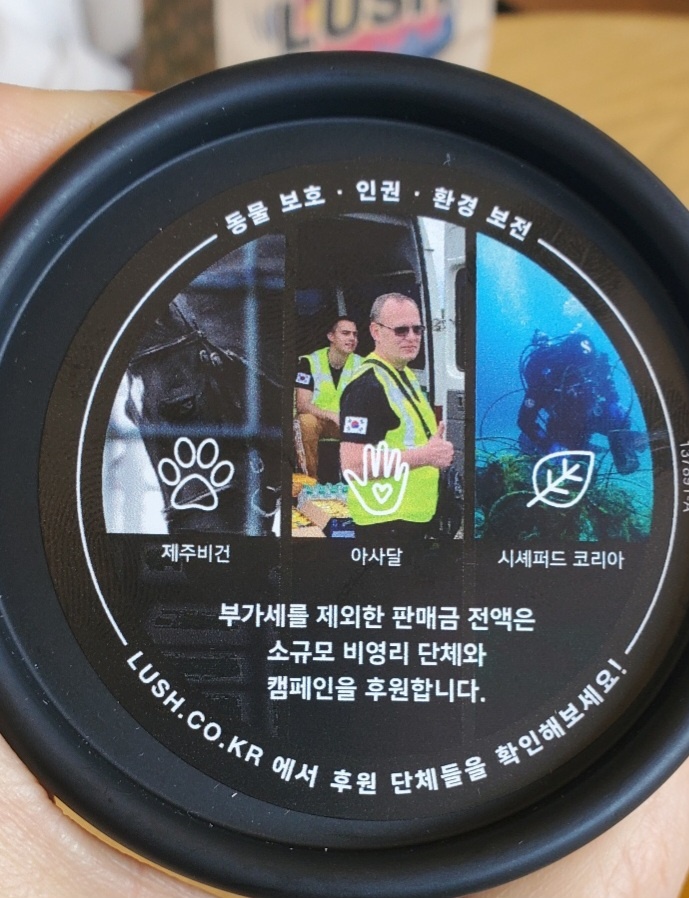 LUSH
동물 보호 · 인권 · 환경 보전
제주비건
아사달
시셰퍼드 코리아
부가세를 제외한 판매금 전액은
소규모 비영리 단체와
캠페인을 후원합니다.
LUSH.CO.KR 에서 후원 단체들을 확인해보세요!